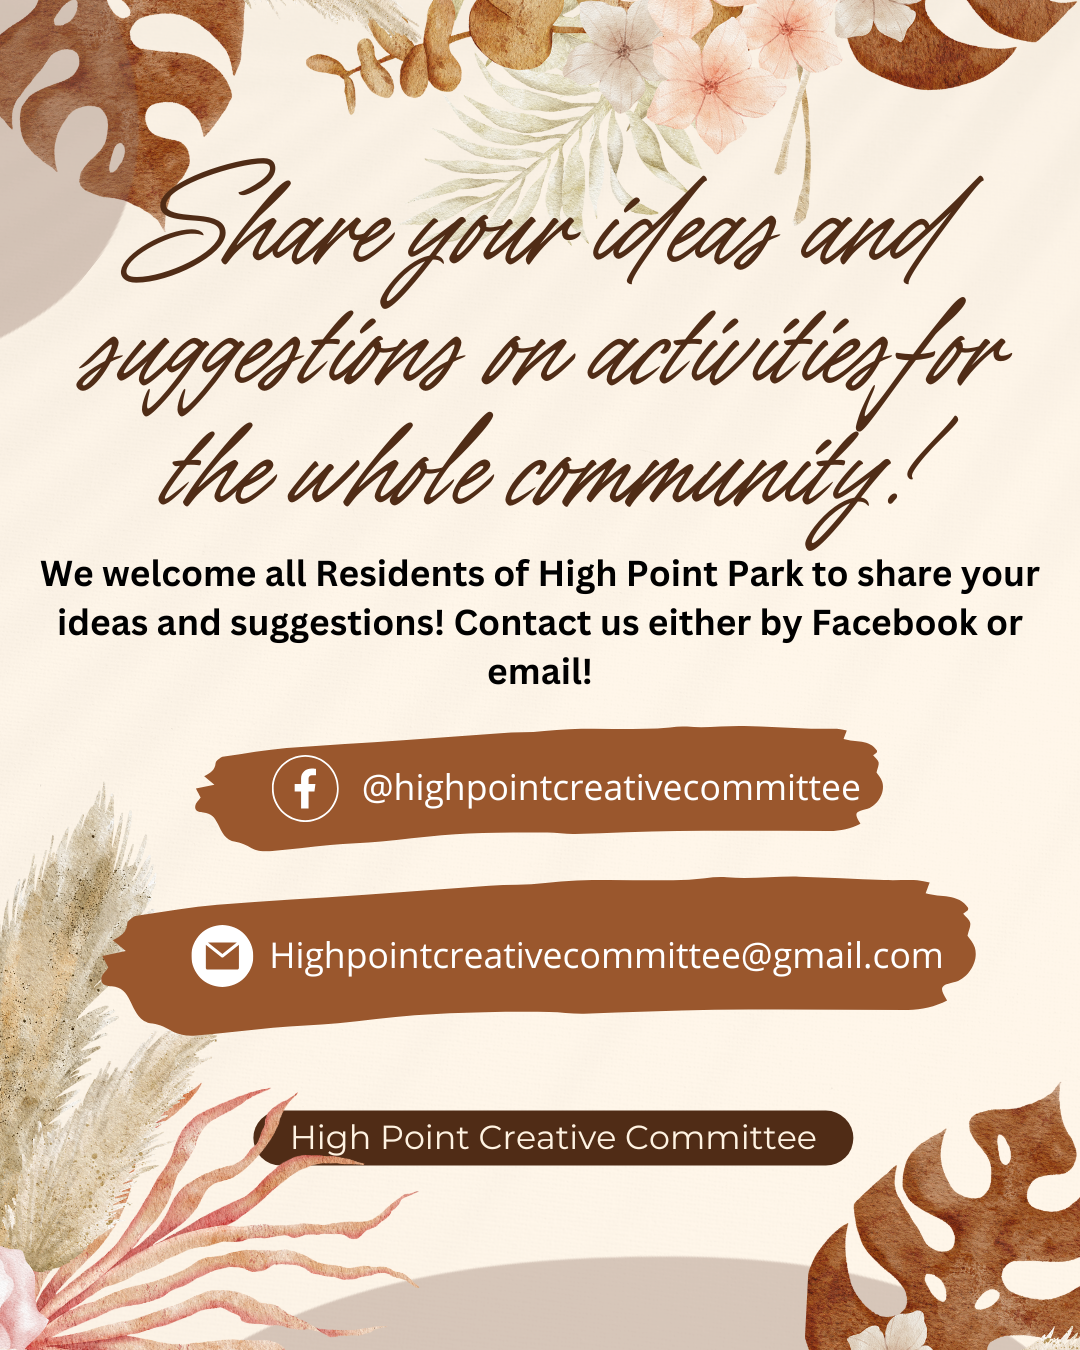 Share your ideas and
suggestions on activities for
the whole community!
We welcome all Residents of High Point Park to share your
ideas and suggestions! Contact us either by Facebook or
email!
@highpointcreativecommittee
Highpointcreativecommittee@gmail.com
High Point Creative Committee